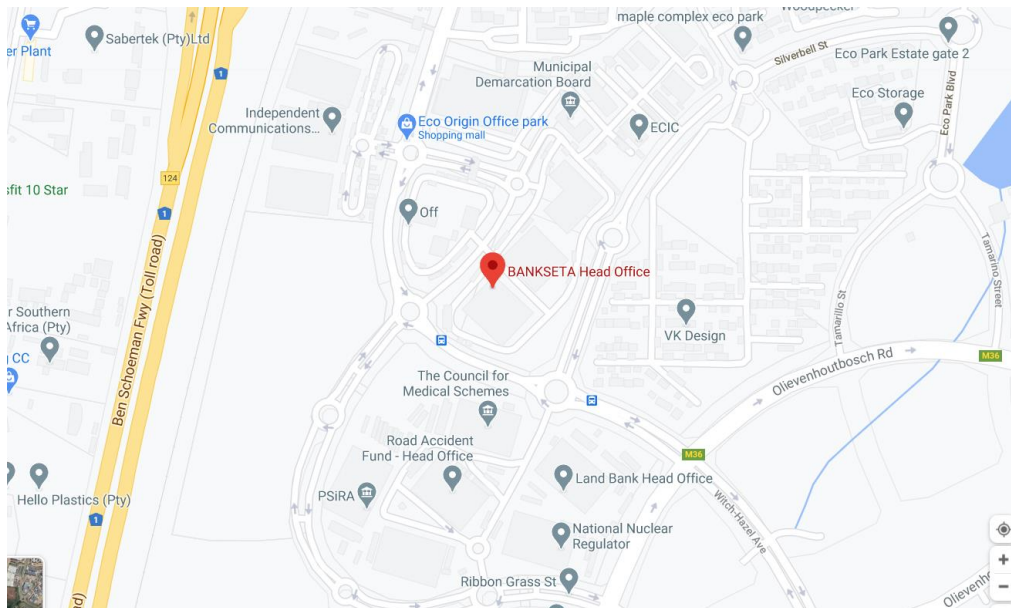 Woodpecker
maple complex eco park
Sabertek (Pty)Ltd
er Plant
Silverbell St
Eco Park Estate gate 2
Municipal
Demarcation Board
1
Eco Storage
Eco Park Blvd
Independent
Communications...
Eco Origin Office park
Shopping mall
ECIC
124
sfit 10 Star
1
Off
Ben Schoeman Fwy (Toll road)
BANKSETA Head Office
Tamarino Street
Tamarillo St
r Southern
Africa (Pty)
VK Design
CC
Olievenhoutbosch Rd
M36
The Council for
Medical Schemes
Road Accident
Fund - Head Office
M36
Land Bank Head Office
PSiRA
Hello Plastics (Pty)
1
Witch-Hazel Ave
National Nuclear
Regulator
Ribbon Grass St
Olievenho
ad)
+
−